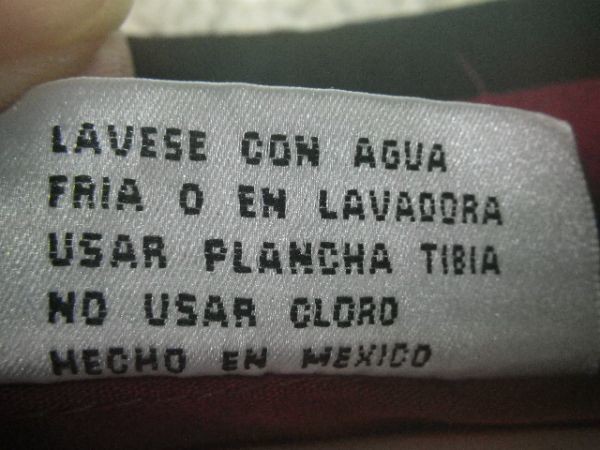 LAVESE CON AGUA
FRIA O EN LAVADORA
USAR PLANCHA TIBIA
NO USAR CLORO
HECHO EN MEXICO